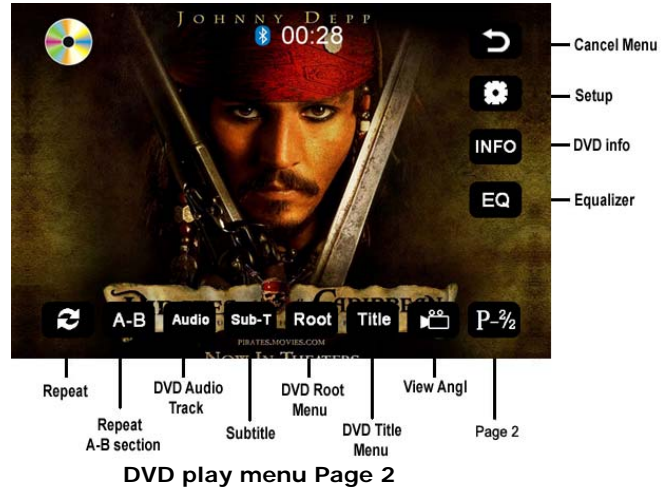 JOHNNY DEPP
00:28
Cancel Menu
Setup
INFO
DVD info
EQ
Equalizer
CARIBBEAN
A-B
Audio
Sub-T
Root
Title
P-2/2
PIRATES.MOVIES.COM
NOW IN THEATERS
Repeat
Repeat
A-B section
DVD Audio
Track
Subtitle
DVD Root
Menu
DVD Title
Menu
View Angl
Page 2
DVD play menu Page 2